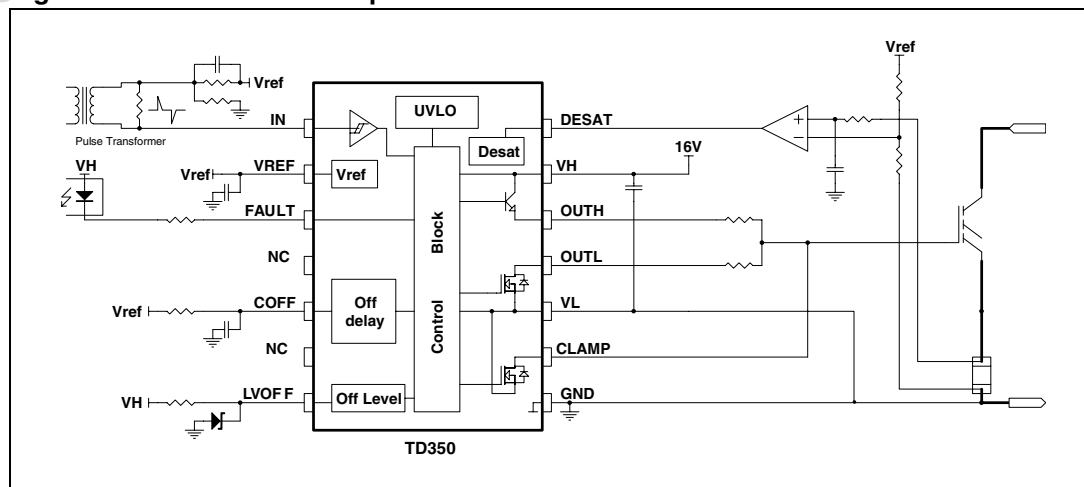 Vref
Pulse Transformer
VH
Vref
Vref
VH
IN
VREF
FAULT
NC
COFF
NC
LVOFF
UVLO
Desat
Vref
Block
Control
Off
delay
Off Level
TD350
DESAT
VH
OUTH
OUTL
VL
CLAMP
GND
16V
Vref
+
−